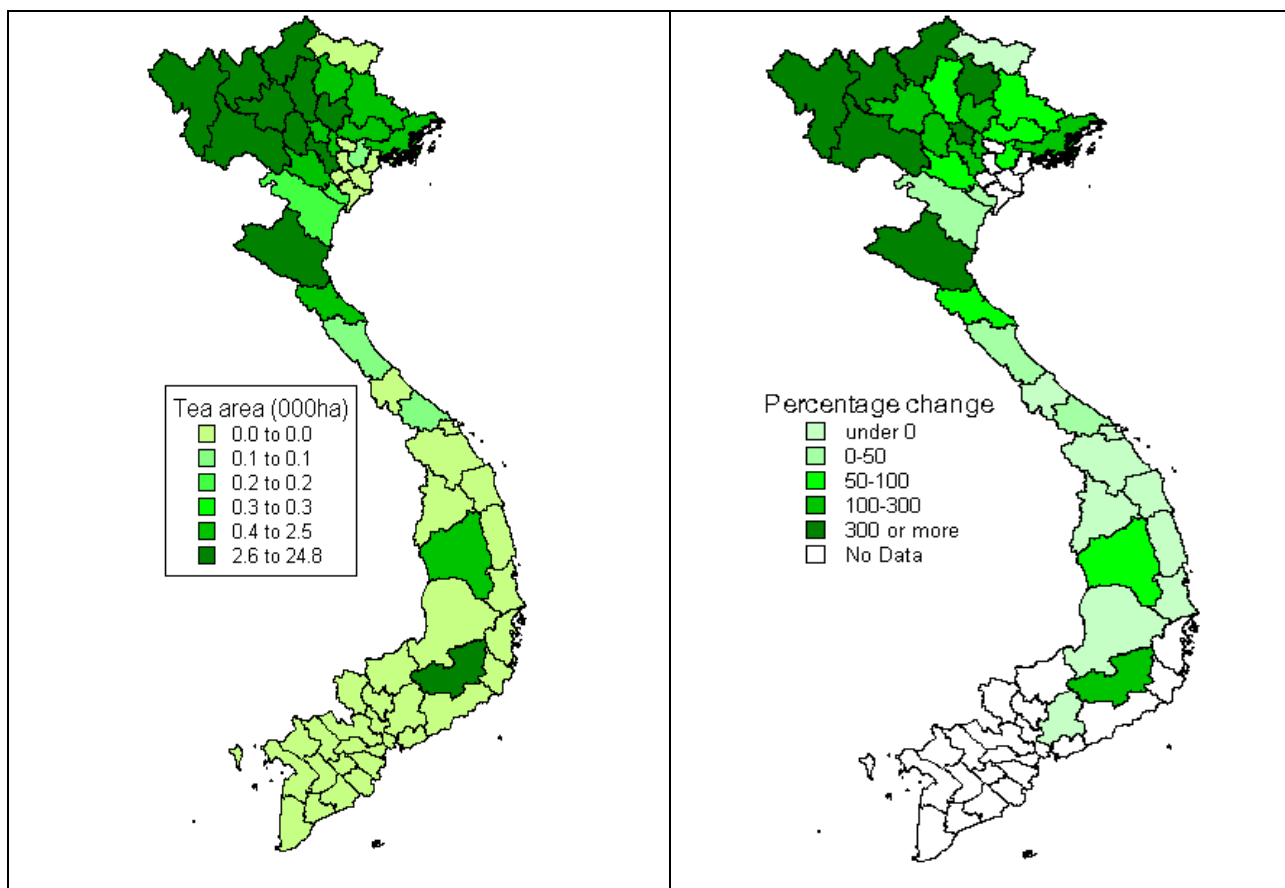 Tea area (000ha)
0.0 to 0.0
0.1 to 0.1
0.2 to 0.2
0.3 to 0.3
0.4 to 2.5
2.6 to 24.8
Percentage change
under 0
0-50
50-100
100-300
300 or more
No Data